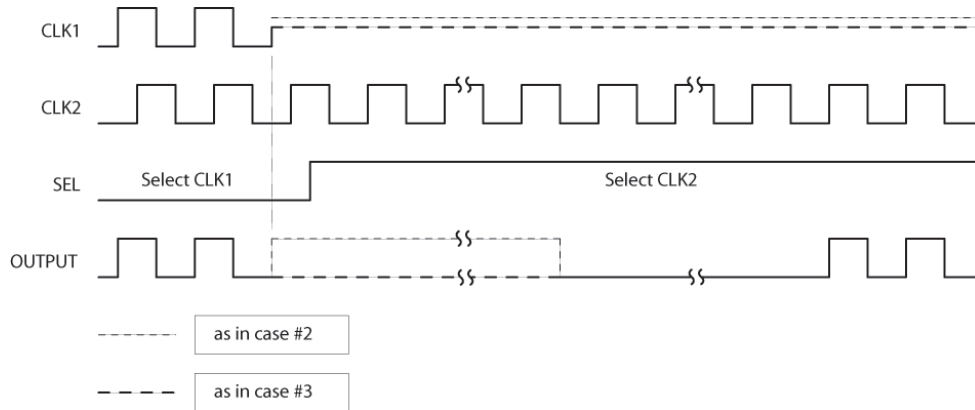 CLK1
CLK2
SEL
Select CLK1
Select CLK2
OUTPUT
as in case #2
as in case #3